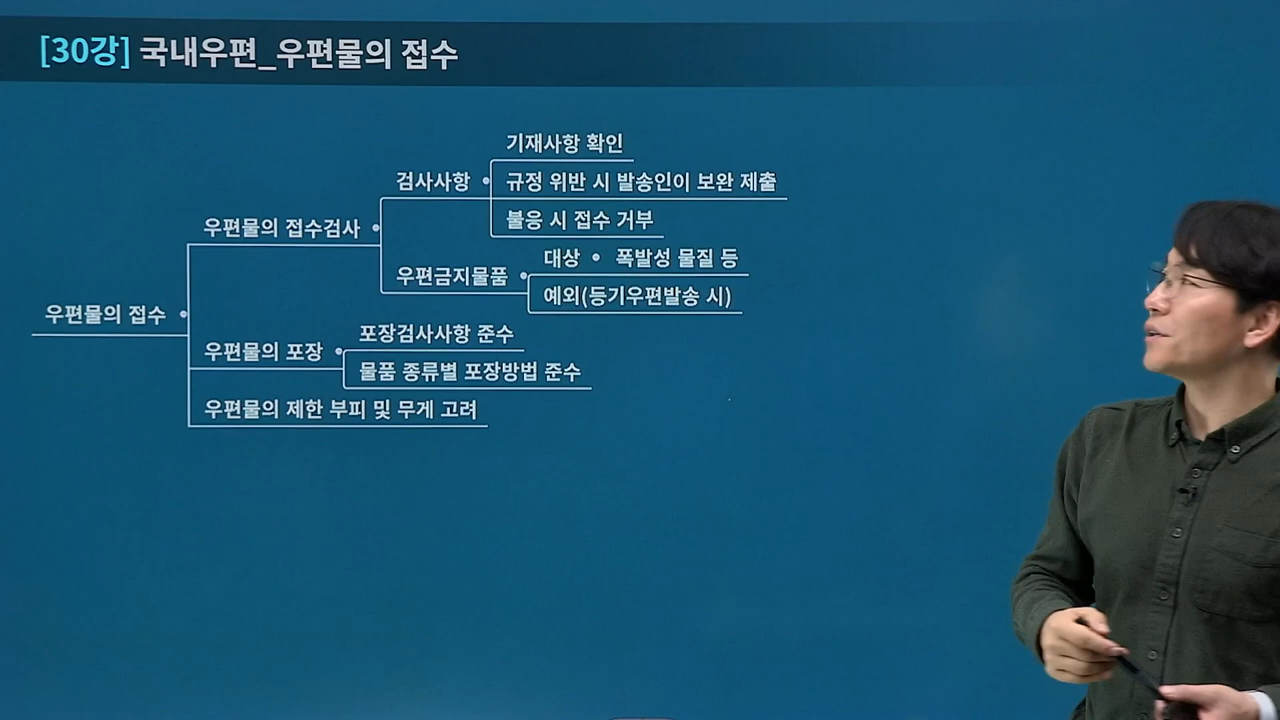 [30강] 국내우편_우편물의 접수
기재사항 확인
검사사항
규정 위반 시 발송인이 보완 제출
우편물의 접수검사
불응 시 접수 거부
대상 • 폭발성 물질 등
우편금지물품
예외(등기우편발송 시)
우편물의 접수
포장검사사항 준수
우편물의 포장
물품 종류별 포장방법 준수
우편물의 제한 부피 및 무게 고려